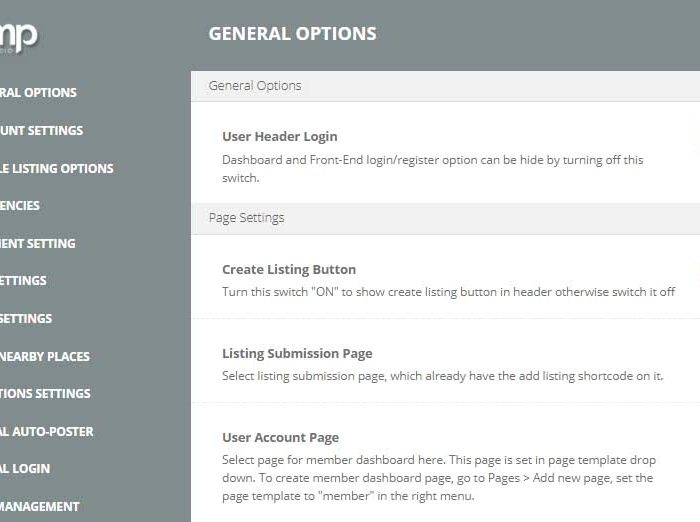 mp
GENERAL OPTIONS
RAL OPTIONS
UNT SETTINGS
LE LISTING OPTIONS
ENCIES
MENT SETTING
ETTINGS
SETTINGS
NEARBY PLACES
TIONS SETTINGS
AL AUTO-POSTER
AL LOGIN
MANAGEMENT
General Options
User Header Login
Dashboard and Front-End login/register option can be hide by turning off this
switch.
Page Settings
Create Listing Button
Turn this switch "ON" to show create listing button in header otherwise switch it off
Listing Submission Page
Select listing submission page, which already have the add listing shortcode on it.
User Account Page
Select page for member dashboard here. This page is set in page template drop
down. To create member dashboard page, go to Pages > Add new page, set the
page template to "member" in the right menu.